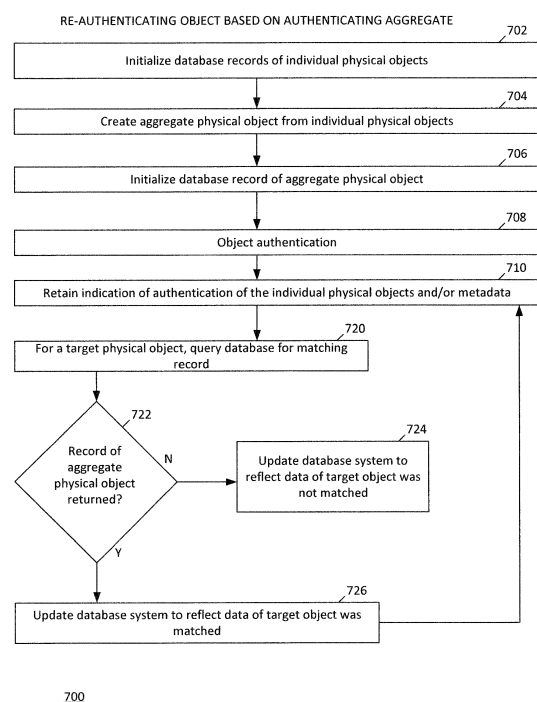 RE-AUTHENTICATING OBJECT BASED ON AUTHENTICATING AGGREGATE
702
Initialize database records of individual physical objects
704
Create aggregate physical object from individual physical objects
706
Initialize database record of aggregate physical object
708
Object authentication
710
Retain indication of authentication of the individual physical objects and/or metadata
720
For a target physical object, query database for matching
record
722
Record of
aggregate
physical object
returned?
N
724
Update database system to
reflect data of target object was
not matched
Y
726
Update database system to reflect data of target object was
matched
700